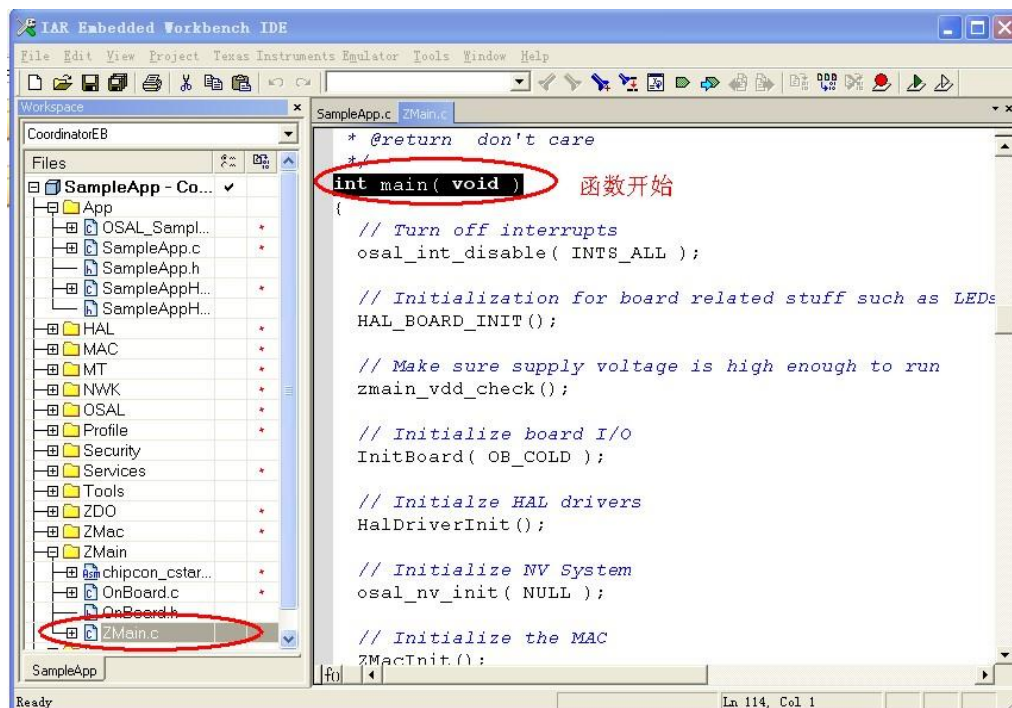 IAR Embedded Workbench IDE
File Edit View Project Texas Instruments Emulator Tools Window Help
Workspace
CoordinatorEB
Files
SampleApp - Co...
App
OSAL_Sampl...
SampleApp.c
SampleApp.h
SampleAppH...
SampleAppH...
HAL
MAC
MT
NWK
OSAL
Profile
Security
Services
Tools
ZDO
ZMac
ZMain
chipcon_cstar...
OnBoard.c
OnBoard.h
ZMain.c
SampleApp
SampleApp.c ZMain.c
* @return don't care
*/
int main( void ) 函数开始
{
// Turn off interrupts
osal_int_disable( INTS_ALL );
// Initialization for board related stuff such as LEDs
HAL_BOARD_INIT();
// Make sure supply voltage is high enough to run
zmain_vdd_check();
// Initialize board I/O
InitBoard( OB_COLD );
// Initialze HAL drivers
HalDriverInit();
// Initialize NV System
osal_nv_init( NULL );
// Initialize the MAC
ZMacInit();
f()
Ready
Ln 114, Col 1